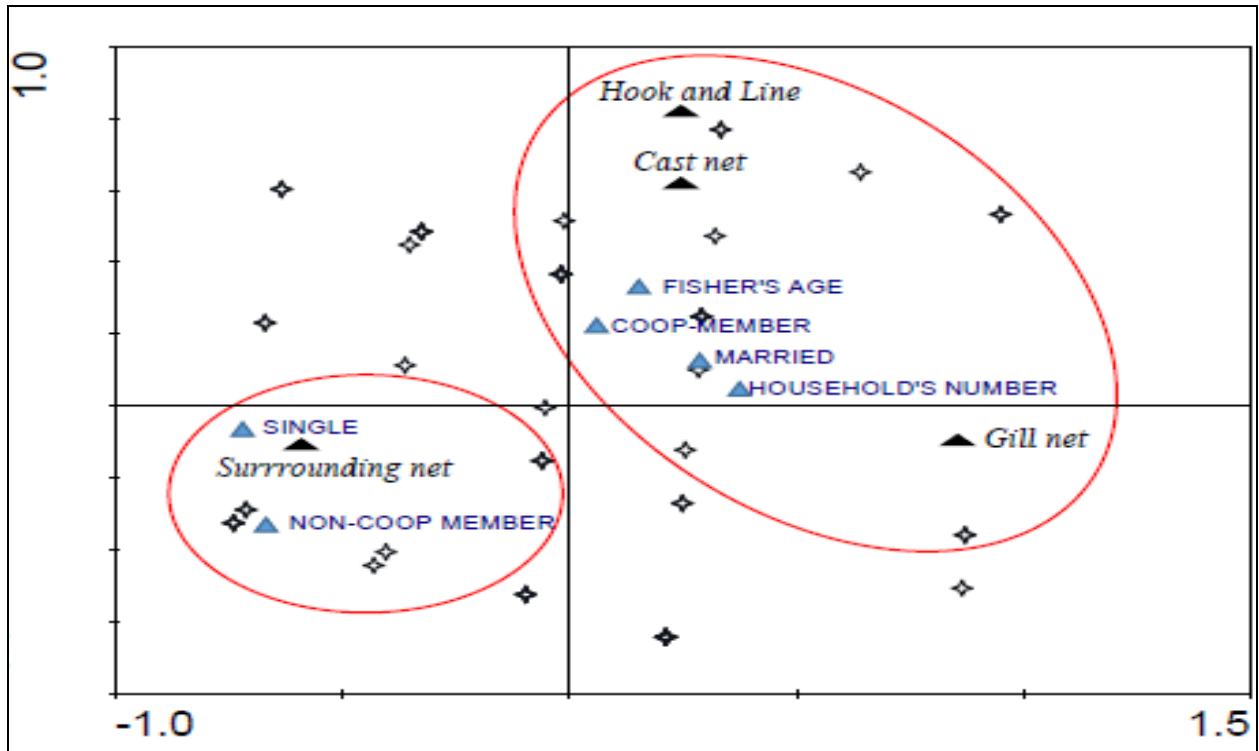 1.0
Hook and Line
Cast net
FISHER'S AGE
COOP-MEMBER
MARRIED
HOUSEHOLD'S NUMBER
SINGLE
Gill net
Surrrounding net
NON-COOP MEMBER
-1.0
1.5